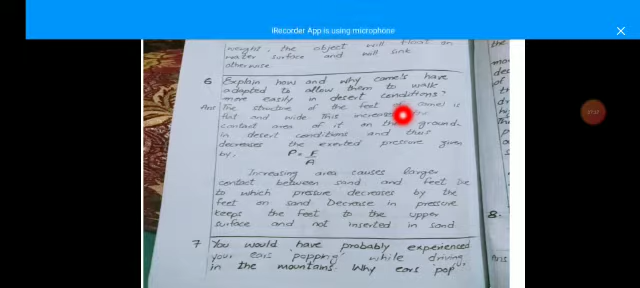 iRecorder App is using microphone
weight, the object will float on
water surface and will sink
otherwise
6 Explain how and why camels have
adapted to allow them to walk
more easily in desert conditions?
Ans The structure of the feet of camel is
flat and wide This increases the
contact area of it on the ground
in desert conditions and thus
decreases the exerted pressure given
by. P = F/A
Increasing area causes larger
contact between sand and feet due
to which pressure decreases by the
feet on sand Decrease in pressure
keeps the feet to the upper
surface and not inserted in sand
7 You would have probably experienced
your ears 'popping' while driving
in the mountains. Why ears 'pop'
8.
Ans